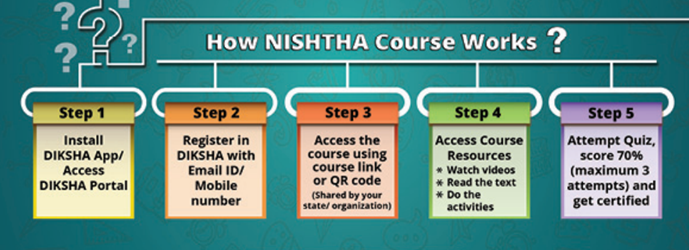 How NISHTHA Course Works ?
Step 1
Install
DIKSHA App/
Access
DIKSHA Portal
Step 2
Register in
DIKSHA with
Email ID/
Mobile
number
Step 3
Access the
course using
course link
or QR code
(Shared by your
state/ organization)
Step 4
Access Course
Resources
* Watch videos
* Read the text
* Do the
activities
Step 5
Attempt Quiz,
score 70%
(maximum 3
attempts) and
get certified